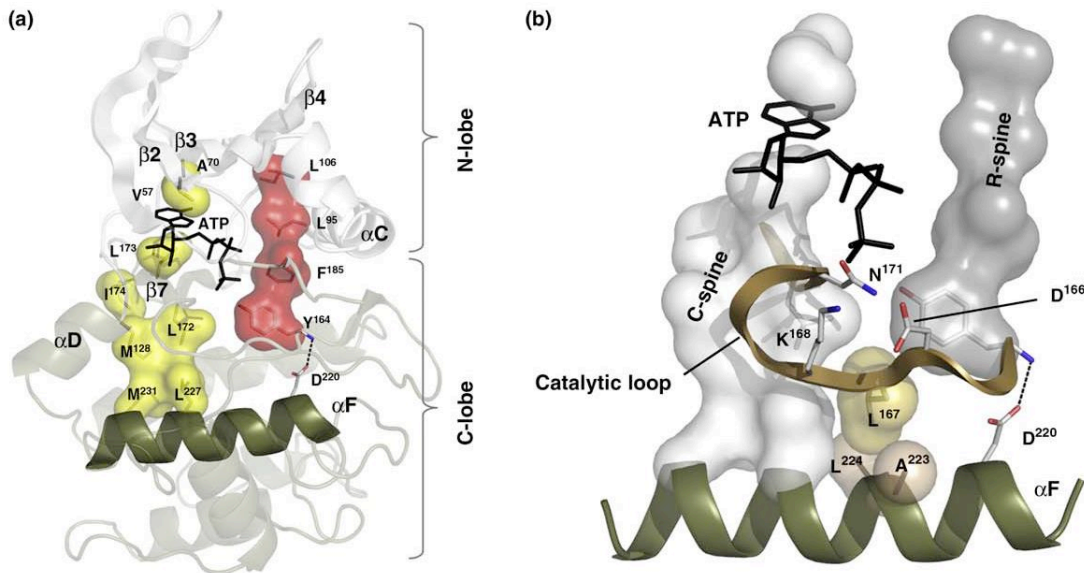 (a)
β4
β3
β2
A70
L106
V57
ATP
L95
αC
L173
F185
I174
β7
Y164
αD
L172
M128
D220
M231
L227
αF
N-lobe
C-lobe
(b)
ATP
R-spine
C-spine
N171
D166
K168
Catalytic loop
L167
D220
L224
A223
αF